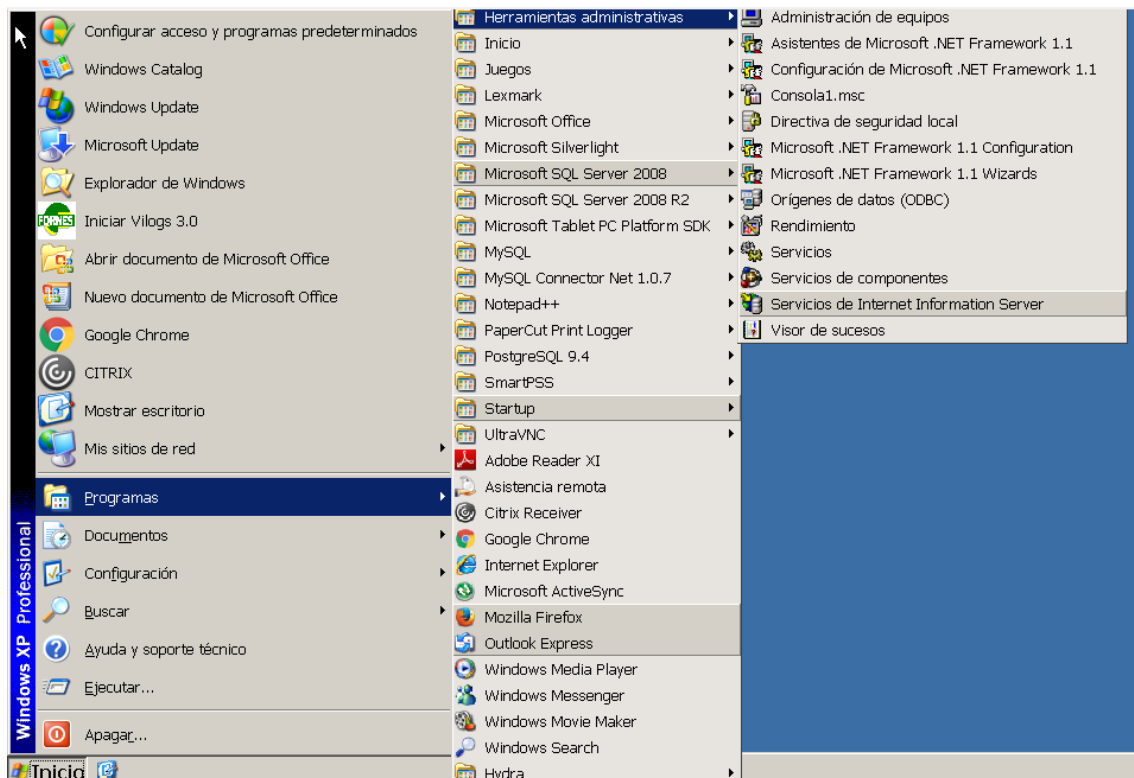 Configurar acceso y programas predeterminados
Windows Catalog
Windows Update
Microsoft Update
Explorador de Windows
FORNES
Iniciar Vilogs 3.0
Abrir documento de Microsoft Office
Nuevo documento de Microsoft Office
Google Chrome
CITRIX
Mostrar escritorio
Mis sitios de red
Programas
Documentos
Configuración
Buscar
Ayuda y soporte técnico
Ejecutar...
Apagar...
Windows XP Professional
Inicio
Herramientas administrativas
Inicio
Juegos
Lexmark
Microsoft Office
Microsoft Silverlight
Microsoft SQL Server 2008
Microsoft SQL Server 2008 R2
Microsoft Tablet PC Platform SDK
MySQL
MySQL Connector Net 1.0.7
Notepad++
PaperCut Print Logger
PostgreSQL 9.4
SmartPSS
Startup
UltraVNC
Adobe Reader XI
Asistencia remota
Citrix Receiver
Google Chrome
Internet Explorer
Microsoft ActiveSync
Mozilla Firefox
Outlook Express
Windows Media Player
Windows Messenger
Windows Movie Maker
Windows Search
Hydra
Administración de equipos
Asistentes de Microsoft .NET Framework 1.1
Configuración de Microsoft .NET Framework 1.1
Consola1.msc
Directiva de seguridad local
Microsoft .NET Framework 1.1 Configuration
Microsoft .NET Framework 1.1 Wizards
Orígenes de datos (ODBC)
Rendimiento
Servicios
Servicios de componentes
Servicios de Internet Information Server
Visor de sucesos